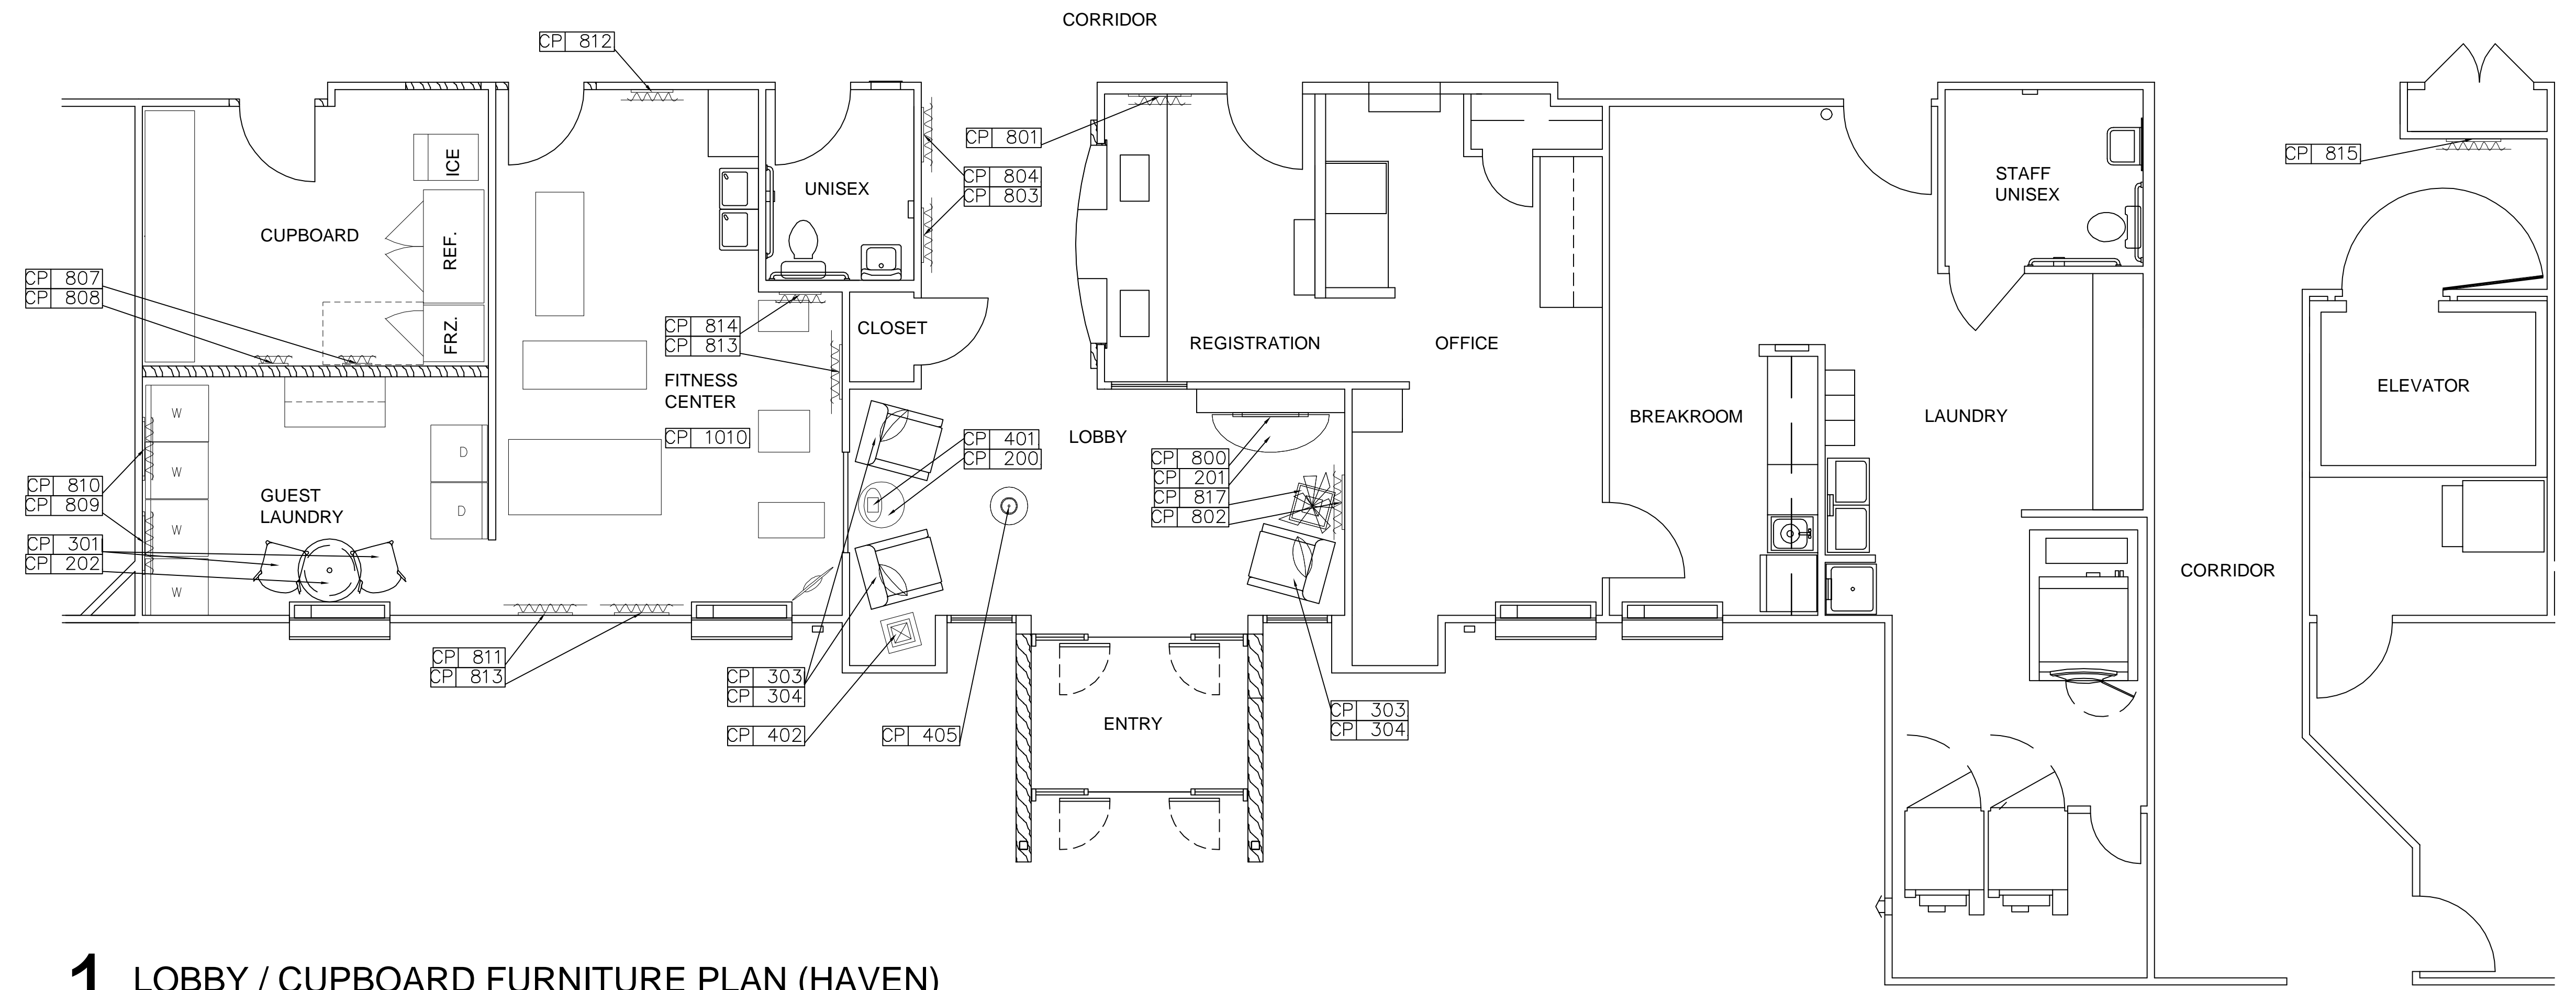 CORRIDOR
CP 812
CP 801
CP 804
CP 803
CP 815
ICE
UNISEX
STAFF
UNISEX
CUPBOARD
REF.
CP 807
CP 808
FRZ.
CP 814
CP 813
CLOSET
REGISTRATION
OFFICE
FITNESS
CENTER
CP 1010
ELEVATOR
W
LOBBY
BREAKROOM
LAUNDRY
CP 401
CP 200
D
CP 800
CP 201
CP 817
CP 802
W
CP 810
CP 809
GUEST
LAUNDRY
D
W
CP 301
CP 202
W
CORRIDOR
CP 811
CP 813
CP 303
CP 304
CP 402
CP 405
ENTRY
CP 303
CP 304
1 LOBBY / CUPBOARD FURNITURE PLAN (HAVEN)